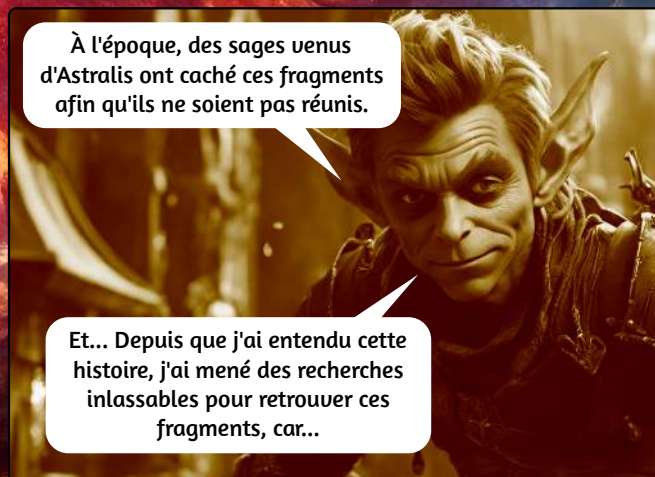 À l'époque, des sages venus
d'Astralis ont caché ces fragments
afin qu'ils ne soient pas réunis.
Et... Depuis que j'ai entendu cette
histoire, j'ai mené des recherches
inlassables pour retrouver ces
fragments, car...